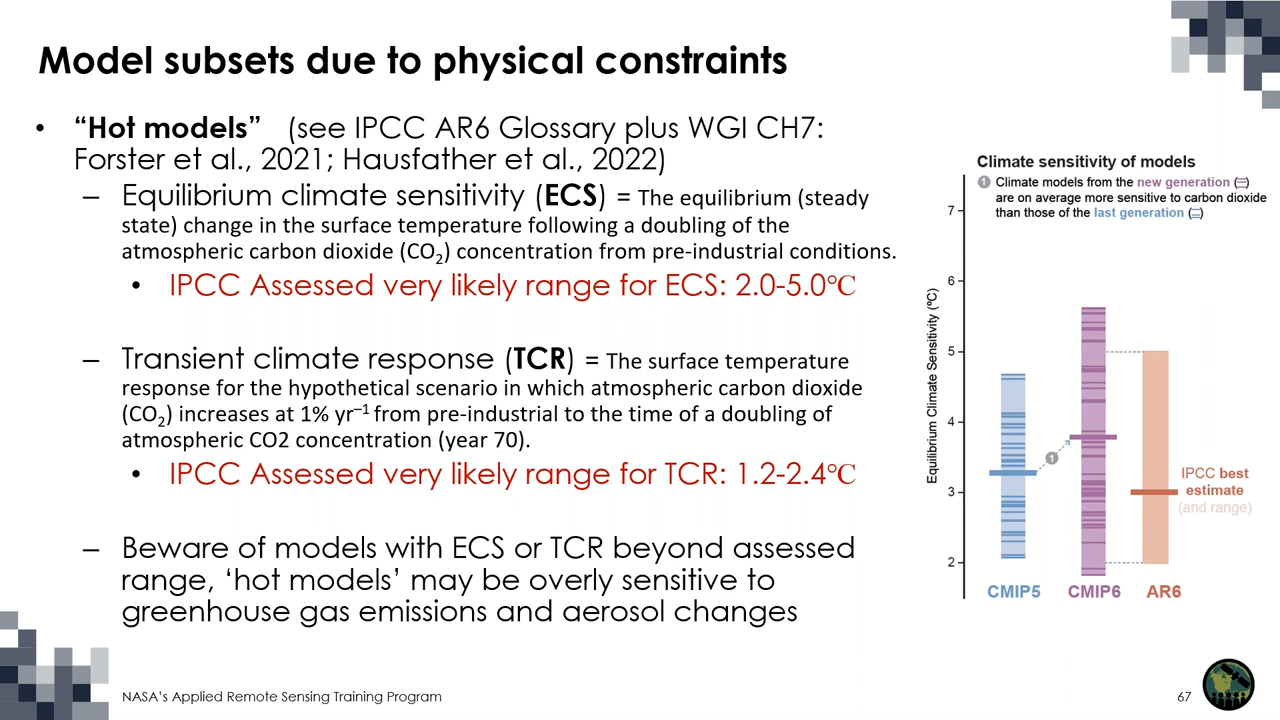 Model subsets due to physical constraints
• “Hot models” (see IPCC AR6 Glossary plus WGI CH7:
Forster et al., 2021; Hausfather et al., 2022)
– Equilibrium climate sensitivity (ECS) = The equilibrium (steady
state) change in the surface temperature following a doubling of the
atmospheric carbon dioxide (CO2) concentration from pre-industrial conditions.
• IPCC Assessed very likely range for ECS: 2.0-5.0°C
– Transient climate response (TCR) = The surface temperature
response for the hypothetical scenario in which atmospheric carbon dioxide
(CO2) increases at 1% yr–1 from pre-industrial to the time of a doubling of
atmospheric CO2 concentration (year 70).
• IPCC Assessed very likely range for TCR: 1.2-2.4°C
– Beware of models with ECS or TCR beyond assessed
range, ‘hot models’ may be overly sensitive to
greenhouse gas emissions and aerosol changes
Climate sensitivity of models
1 Climate models from the new generation
are on average more sensitive to carbon dioxide
than those of the last generation
Equilibrium Climate Sensitivity (ºC)
7
6
5
4
3
2
1
IPCC best
estimate
(and range)
CMIP5 CMIP6 AR6
NASA’s Applied Remote Sensing Training Program
67